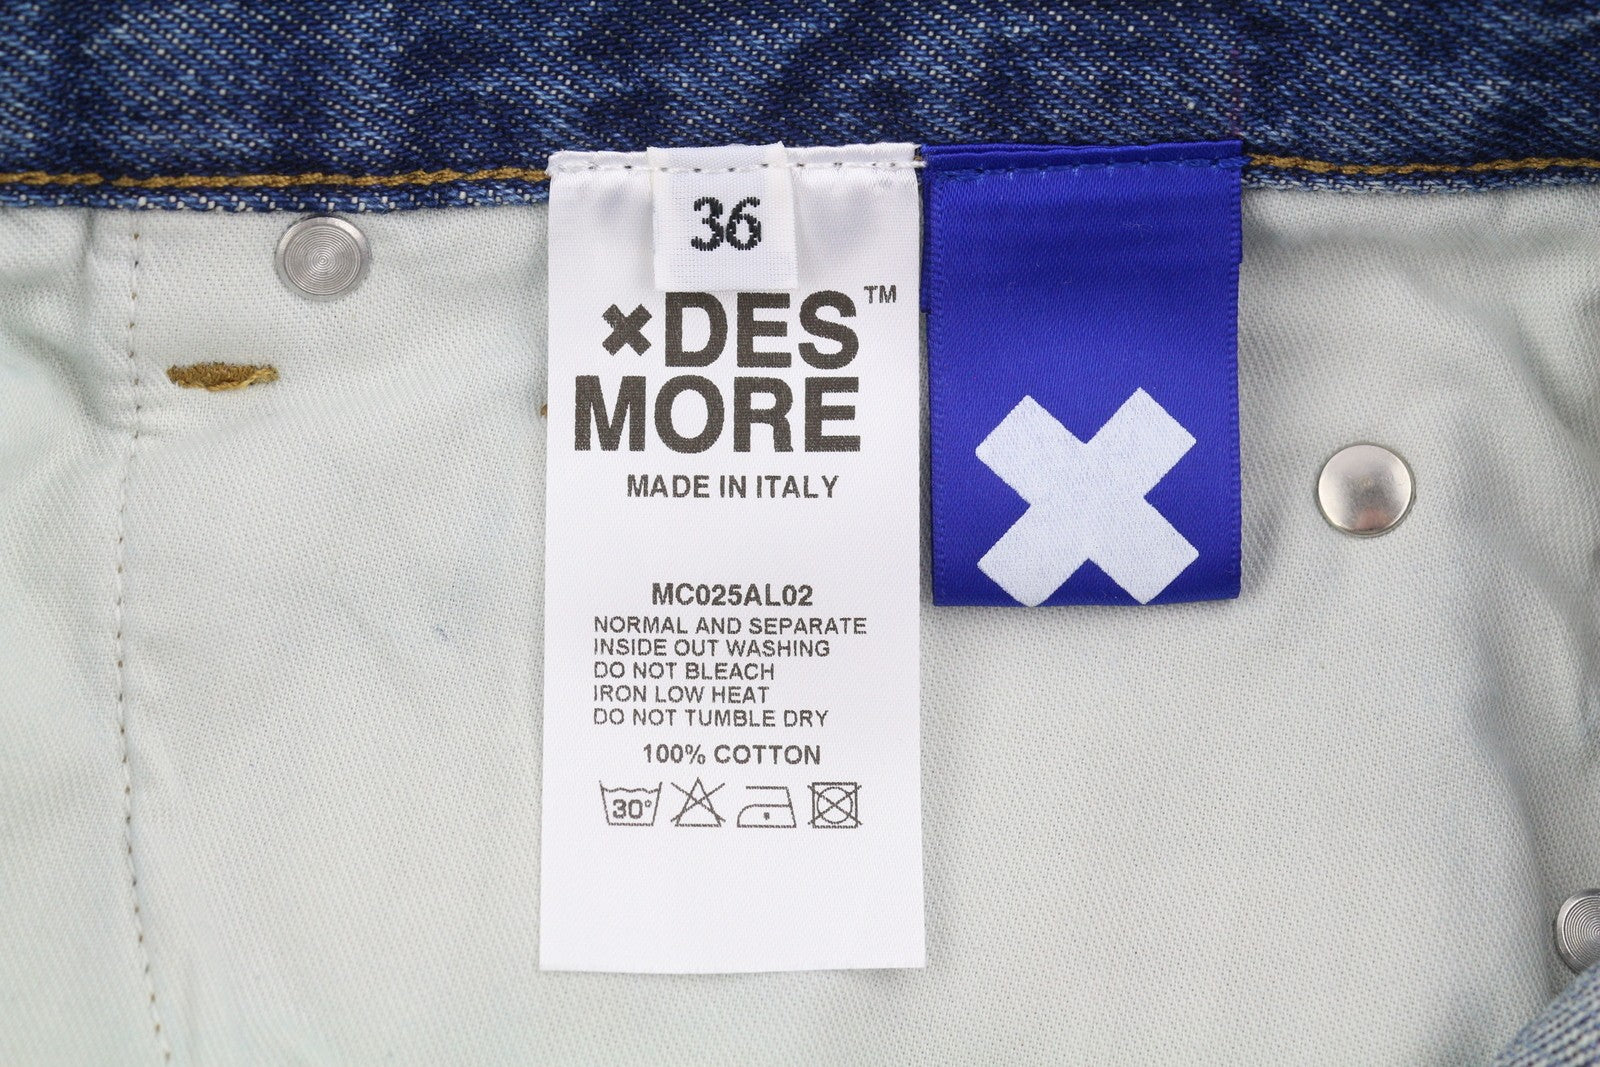 36
×DES™
MORE
MADE IN ITALY
MC025AL02
NORMAL AND SEPARATE
INSIDE OUT WASHING
DO NOT BLEACH
IRON LOW HEAT
DO NOT TUMBLE DRY
100% COTTON
30°